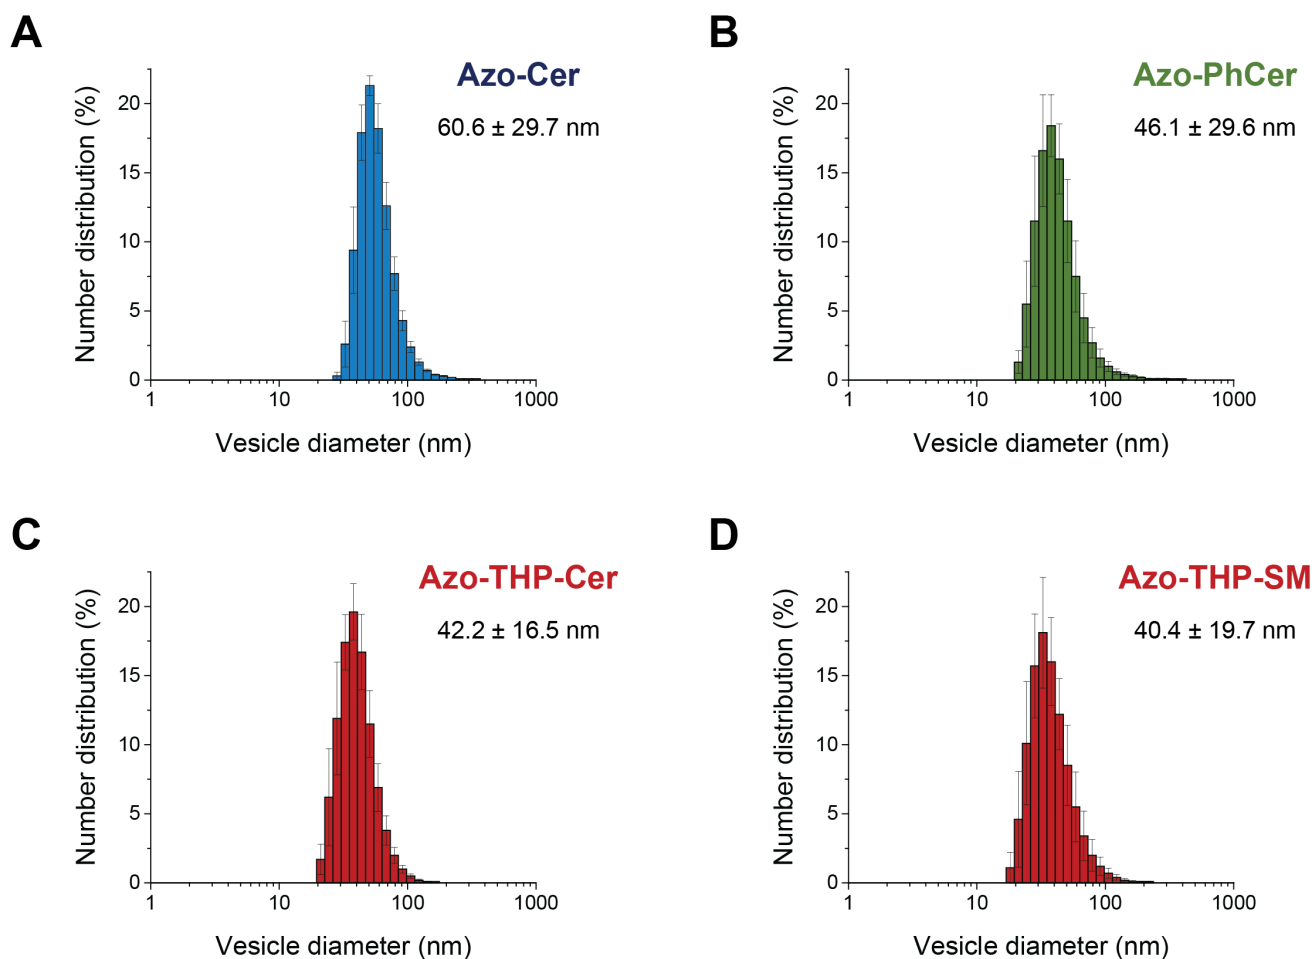 A
Azo-Cer
60.6 ± 29.7 nm
Number distribution (%)
20
15
10
5
0
1 10 100 1000
Vesicle diameter (nm)
B
Azo-PhCer
46.1 ± 29.6 nm
Number distribution (%)
20
15
10
5
0
1 10 100 1000
Vesicle diameter (nm)
C
Azo-THP-Cer
42.2 ± 16.5 nm
Number distribution (%)
20
15
10
5
0
1 10 100 1000
Vesicle diameter (nm)
D
Azo-THP-SM
40.4 ± 19.7 nm
Number distribution (%)
20
15
10
5
0
1 10 100 1000
Vesicle diameter (nm)